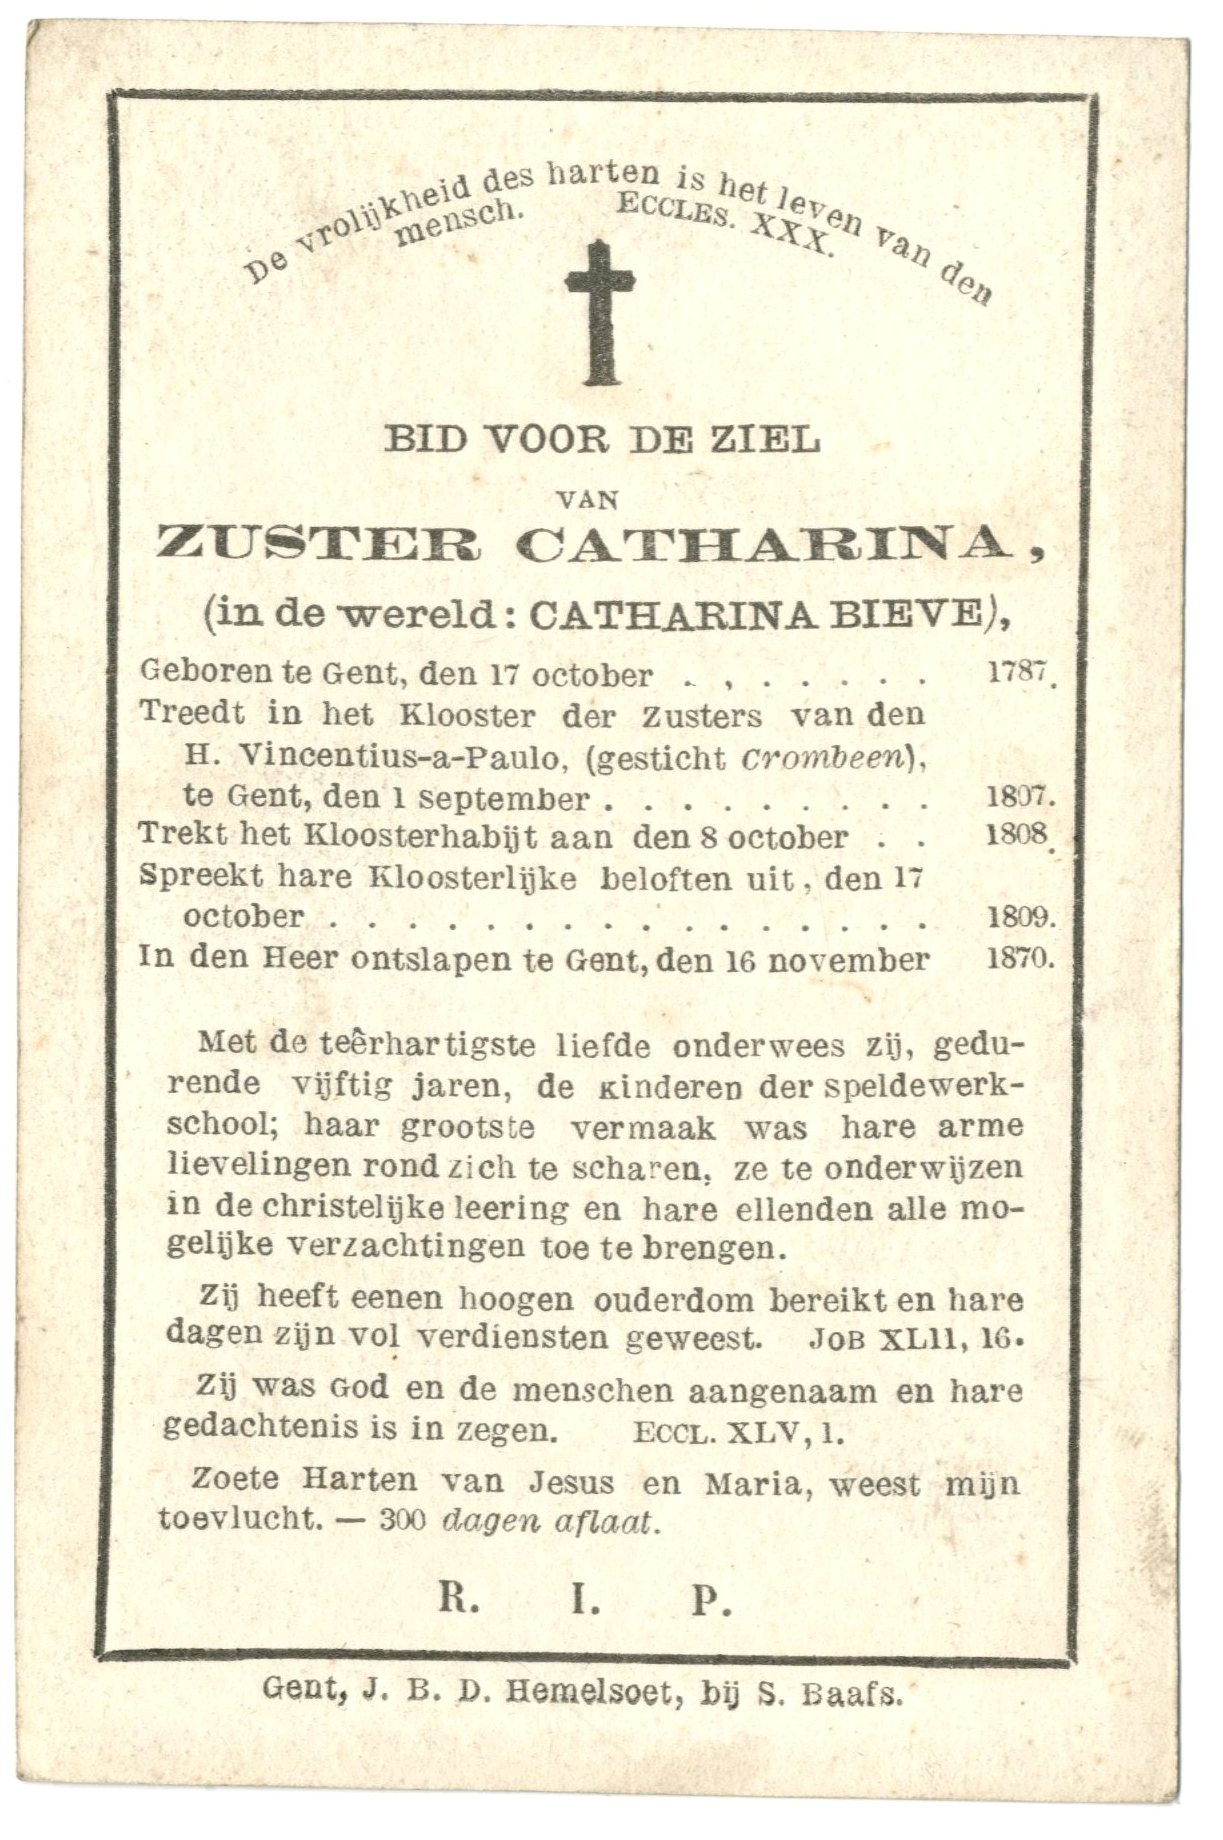 De vrolijkheid des harten is het leven van den
mensch. ECCLES. XXX.
BID VOOR DE ZIEL
VAN
ZUSTER CATHARINA,
(in de wereld: CATHARINA BIEVE),
Geboren te Gent, den 17 october . , . . . . . 1787.
Treedt in het Klooster der Zusters van den
H. Vincentius-a-Paulo, (gesticht Crombeen),
te Gent, den 1 september . . . . . . . . . 1807.
Trekt het Kloosterhabijt aan den 8 october . . 1808.
Spreekt hare Kloosterlijke beloften uit, den 17
october . . . . . . . . . . . . . . . . 1809.
In den Heer ontslapen te Gent, den 16 november 1870.
Met de teêrhartigste liefde onderwees zij, gedu-
rende vijftig jaren, de Kinderen der speldewerk-
school; haar grootste vermaak was hare arme
lievelingen rond zich te scharen, ze te onderwijzen
in de christelijke leering en hare ellenden alle mo-
gelijke verzachtingen toe te brengen.
Zij heeft eenen hoogen ouderdom bereikt en hare
dagen zijn vol verdiensten geweest. JOB XLII, 16.
Zij was God en de menschen aangenaam en hare
gedachtenis is in zegen. ECCL. XLV, 1.
Zoete Harten van Jesus en Maria, weest mijn
toevlucht. — 300 dagen aflaat.
R. I. P.
Gent, J. B. D. Hemelsoet, bij S. Baafs.